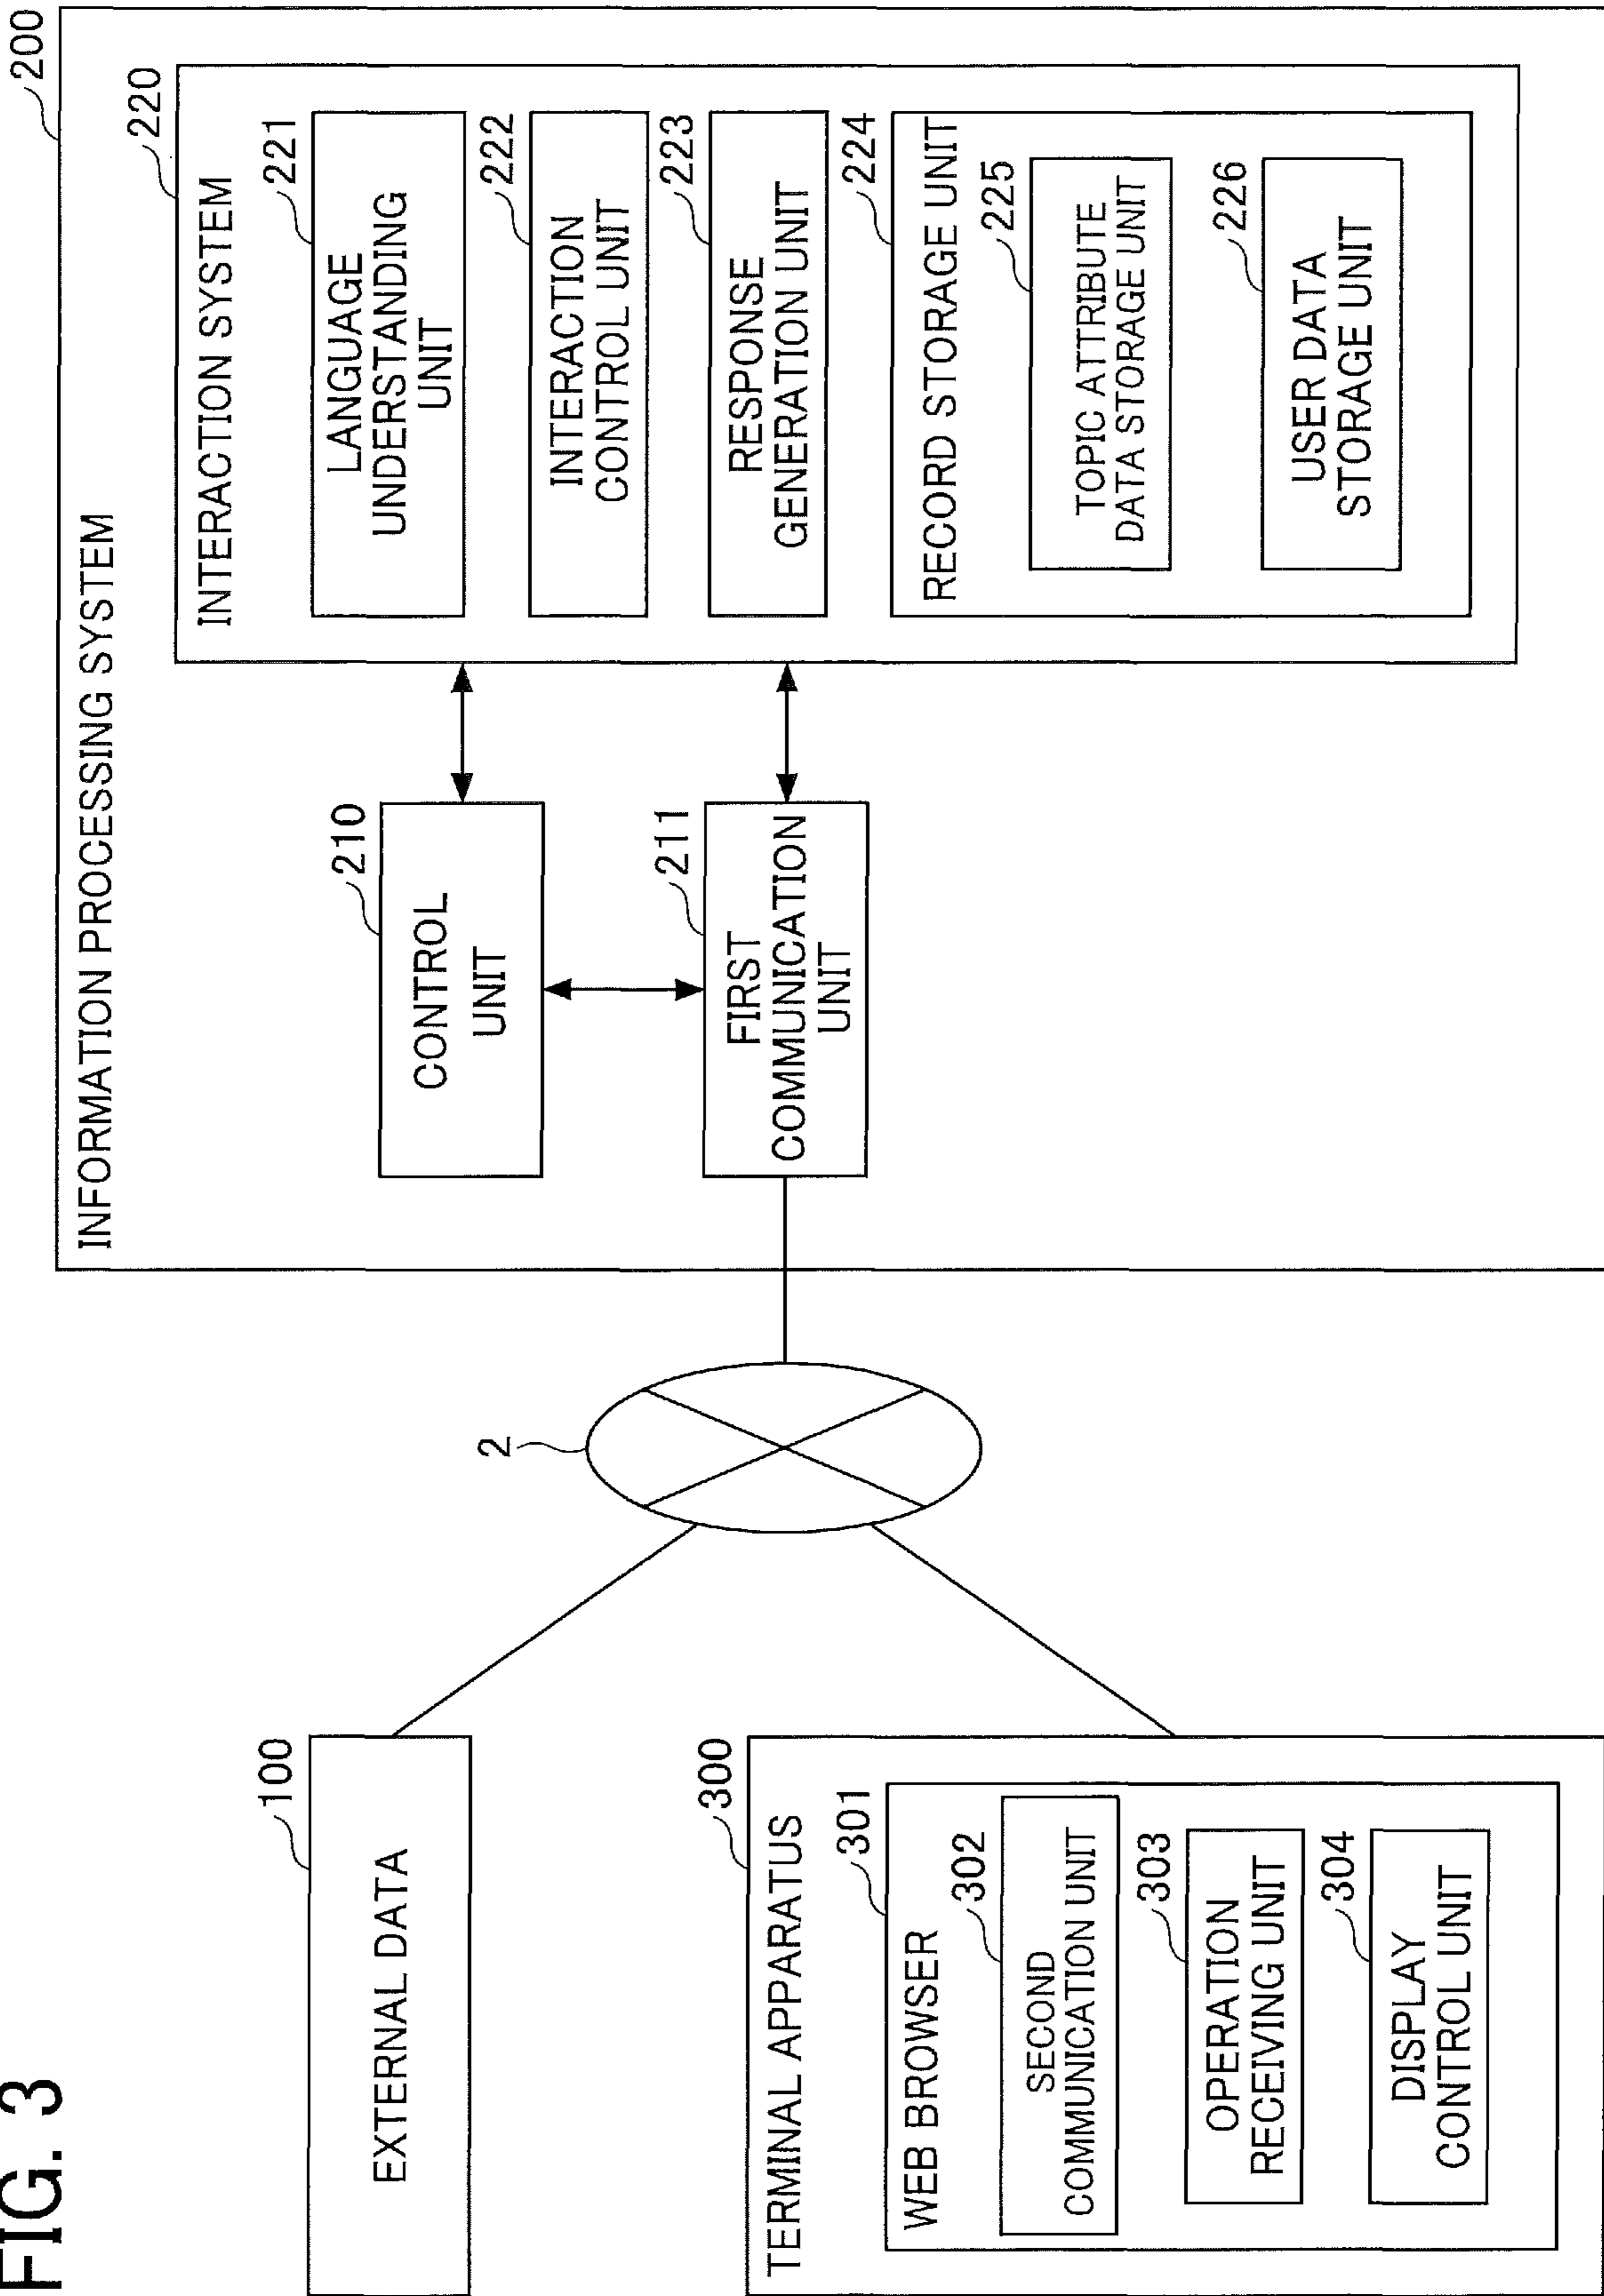 FIG. 3
100
EXTERNAL DATA
300
TERMINAL APPARATUS
301
WEB BROWSER
302
SECOND
COMMUNICATION UNIT
303
OPERATION
RECEIVING UNIT
304
DISPLAY
CONTROL UNIT
2
200
INFORMATION PROCESSING SYSTEM
210
CONTROL
UNIT
211
FIRST
COMMUNICATION
UNIT
220
INTERACTION SYSTEM
221
LANGUAGE
UNDERSTANDING
UNIT
222
INTERACTION
CONTROL UNIT
223
RESPONSE
GENERATION UNIT
224
RECORD STORAGE UNIT
225
TOPIC ATTRIBUTE
DATA STORAGE UNIT
226
USER DATA
STORAGE UNIT